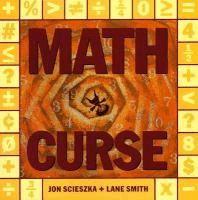 MATH
CURSE
JON SCIESZKA + LANE SMITH